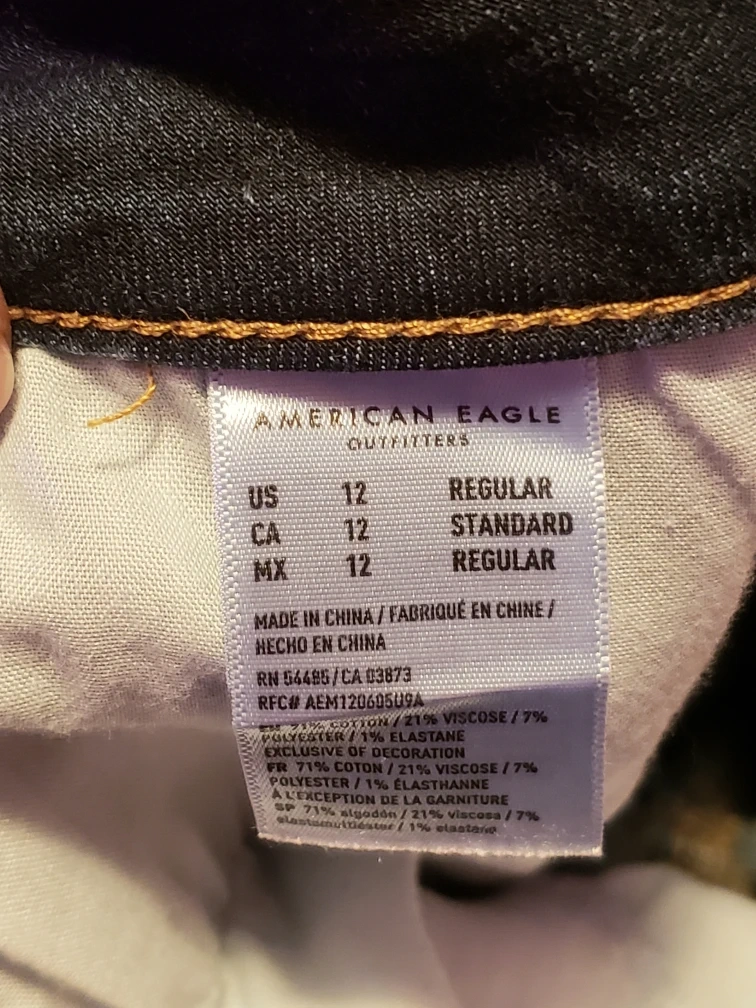 AMERICAN EAGLE
OUTFITTERS
US 12 REGULAR
CA 12 STANDARD
MX 12 REGULAR
MADE IN CHINA / FABRIQUÉ EN CHINE /
HECHO EN CHINA
RN 54485 / CA 03873
RFC# AEM120605U9A
EN 71% COTTON / 21% VISCOSE / 7%
POLYESTER / 1% ELASTANE
EXCLUSIVE OF DECORATION
FR 71% COTON / 21% VISCOSE / 7%
POLYESTER / 1% ÉLASTHANNE
À L'EXCEPTION DE LA GARNITURE
SP 71% algodón / 21% viscosa / 7%
elastomultiéster / 1% elastano